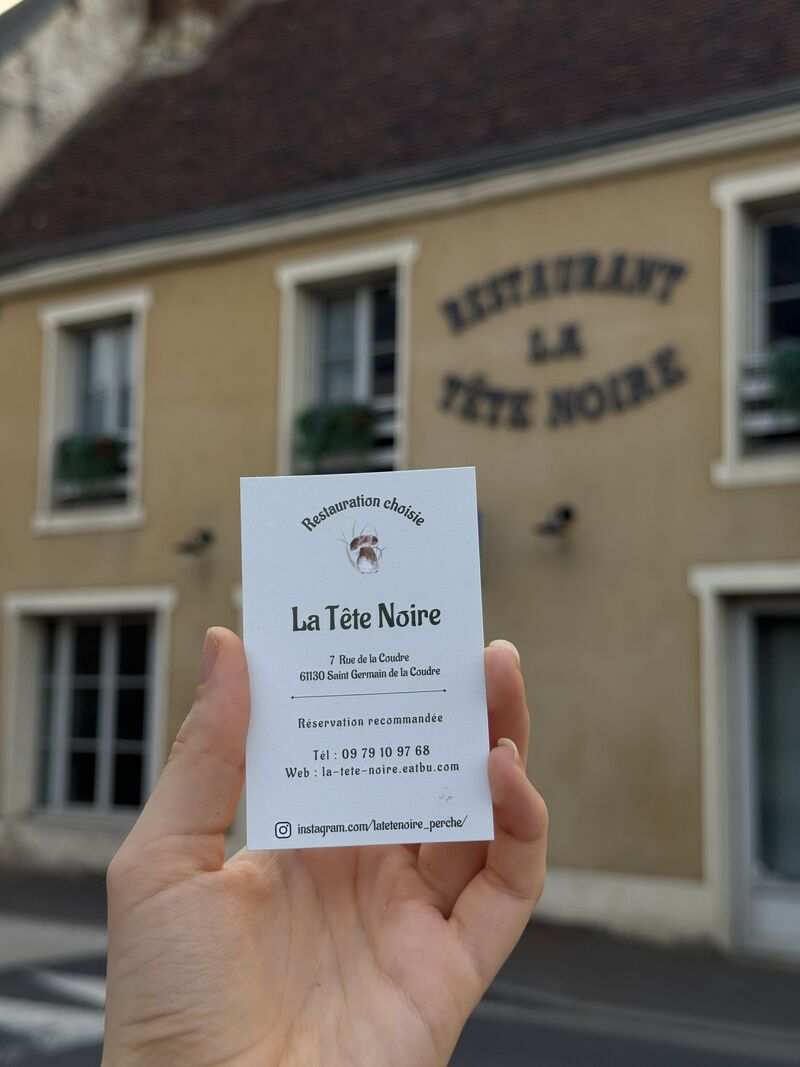 RESTAURANT
LA
TÊTE NOIRE
Restauration choisie
La Tête Noire
7 Rue de la Coudre
61130 Saint Germain de la Coudre
Réservation recommandée
Tél : 09 79 10 97 68
Web : la-tete-noire.eatbu.com
instagram.com/latetenoire_perche/